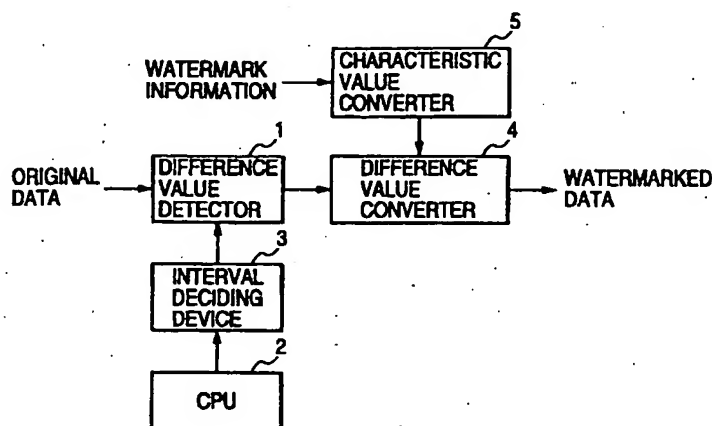 5
WATERMARK
INFORMATION
CHARACTERISTIC
VALUE
CONVERTER
1
4
ORIGINAL
DATA
DIFFERENCE
VALUE
DETECTOR
DIFFERENCE
VALUE
CONVERTER
WATERMARKED
DATA
3
INTERVAL
DECIDING
DEVICE
2
CPU